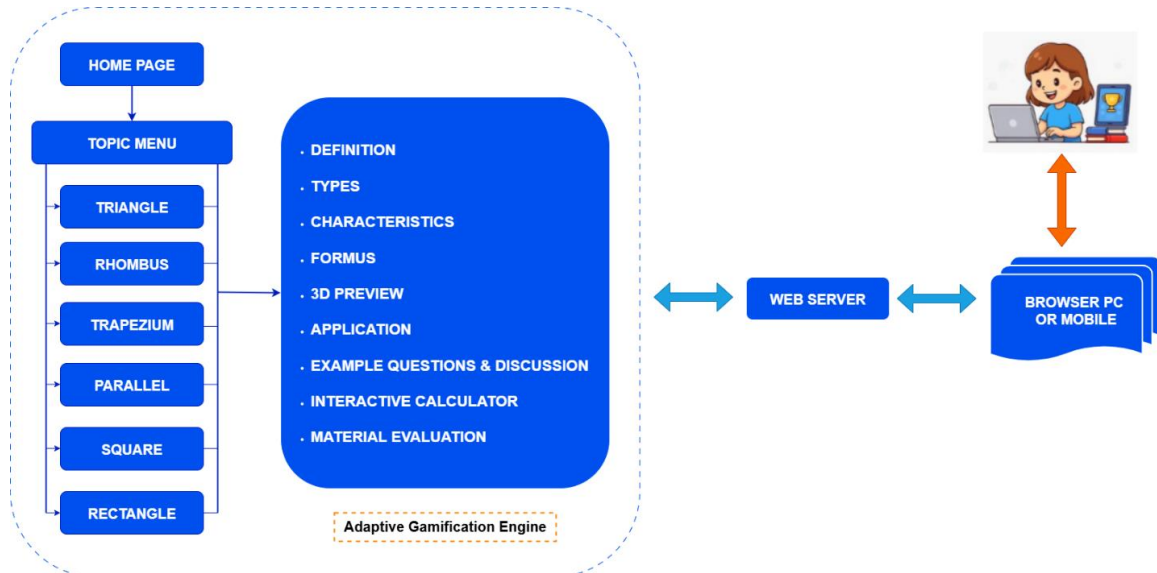 HOME PAGE
TOPIC MENU
TRIANGLE
RHOMBUS
TRAPEZIUM
PARALLEL
SQUARE
RECTANGLE
• DEFINITION
• TYPES
• CHARACTERISTICS
• FORMUS
• 3D PREVIEW
• APPLICATION
• EXAMPLE QUESTIONS & DISCUSSION
• INTERACTIVE CALCULATOR
• MATERIAL EVALUATION
Adaptive Gamification Engine
WEB SERVER
BROWSER PC
OR MOBILE